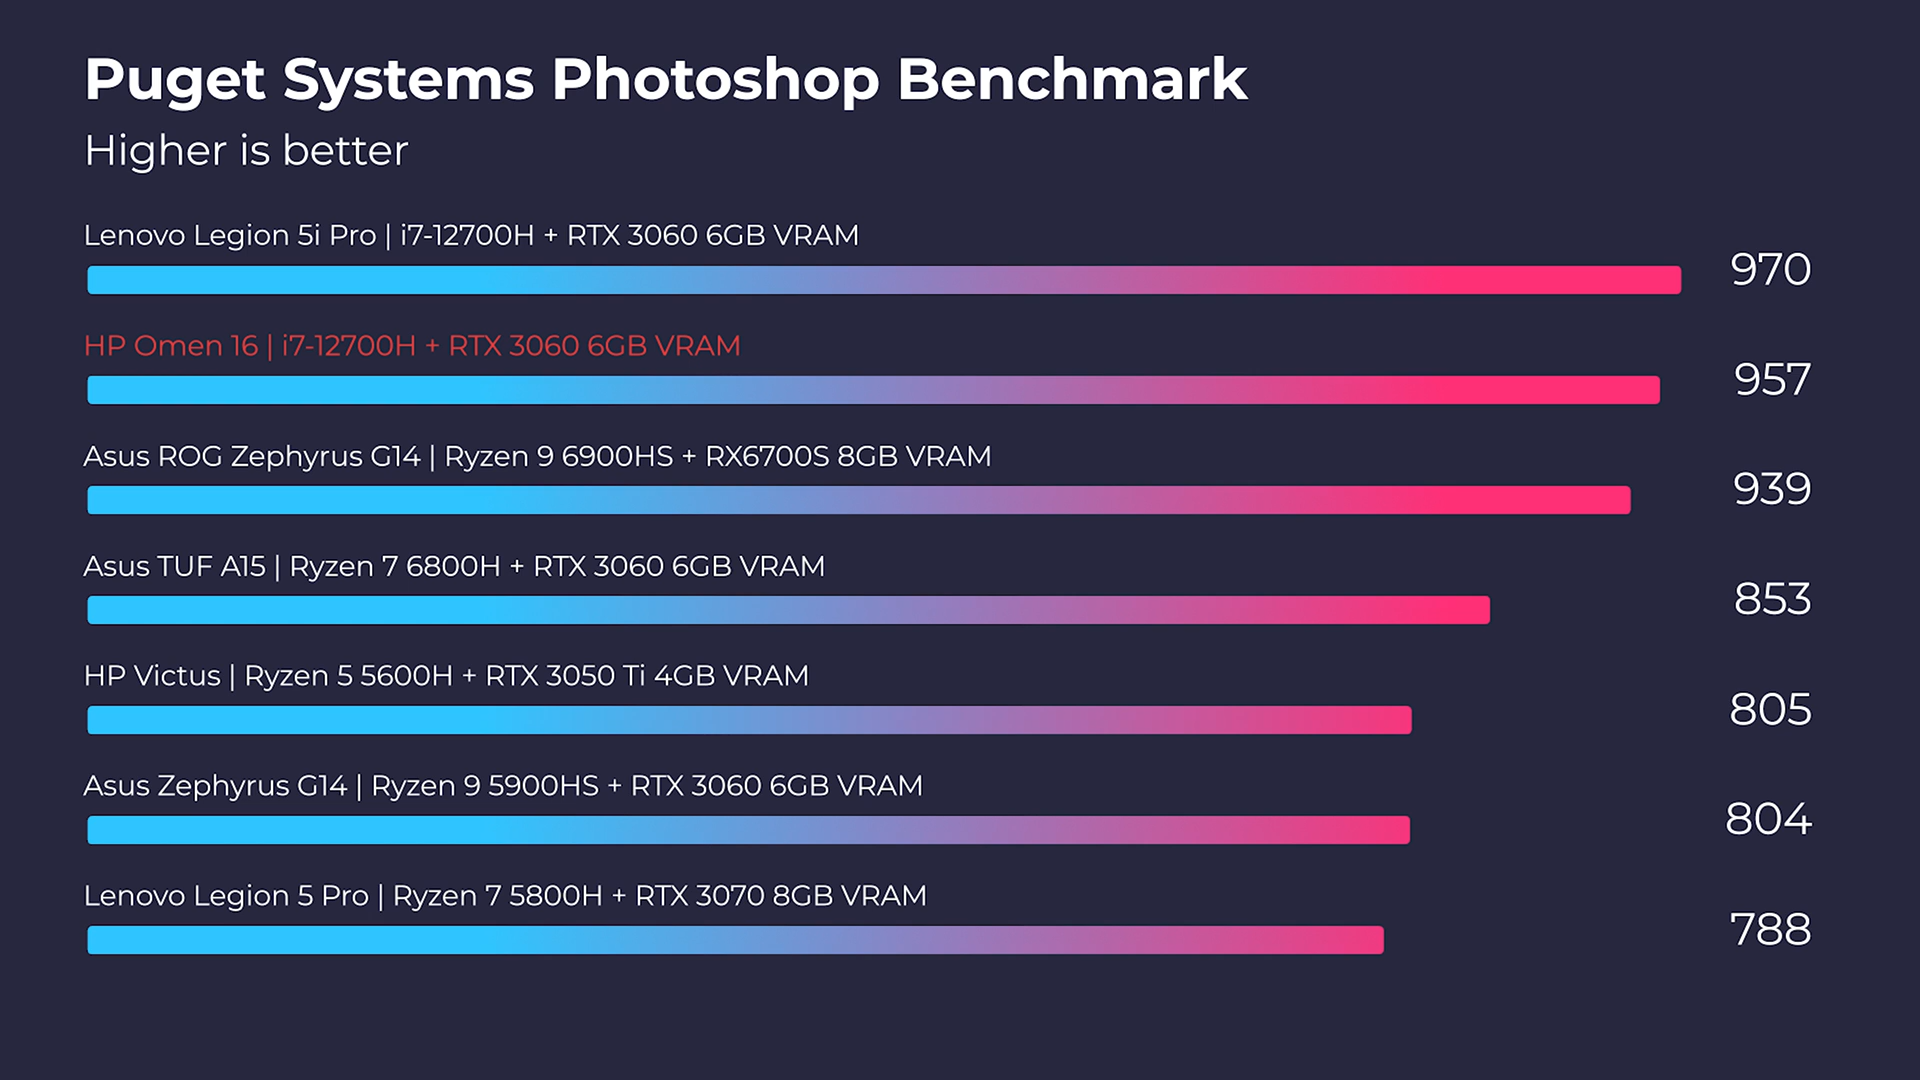 Puget Systems Photoshop Benchmark
Higher is better
Lenovo Legion 5i Pro | i7-12700H + RTX 3060 6GB VRAM
970
HP Omen 16 | i7-12700H + RTX 3060 6GB VRAM
957
Asus ROG Zephyrus G14 | Ryzen 9 6900HS + RX6700S 8GB VRAM
939
Asus TUF A15 | Ryzen 7 6800H + RTX 3060 6GB VRAM
853
HP Victus | Ryzen 5 5600H + RTX 3050 Ti 4GB VRAM
805
Asus Zephyrus G14 | Ryzen 9 5900HS + RTX 3060 6GB VRAM
804
Lenovo Legion 5 Pro | Ryzen 7 5800H + RTX 3070 8GB VRAM
788